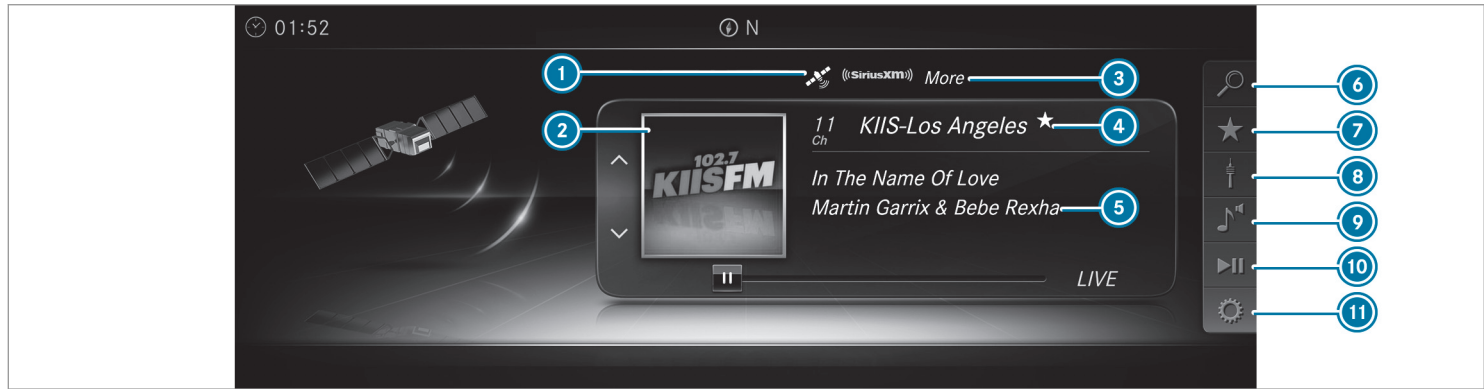 01:52
N
1
SiriusXM
More
3
2
11
Ch
KIIS-Los Angeles
4
102.7
KIISFM
In The Name Of Love
Martin Garrix & Bebe Rexha
5
LIVE
6
7
8
9
10
11